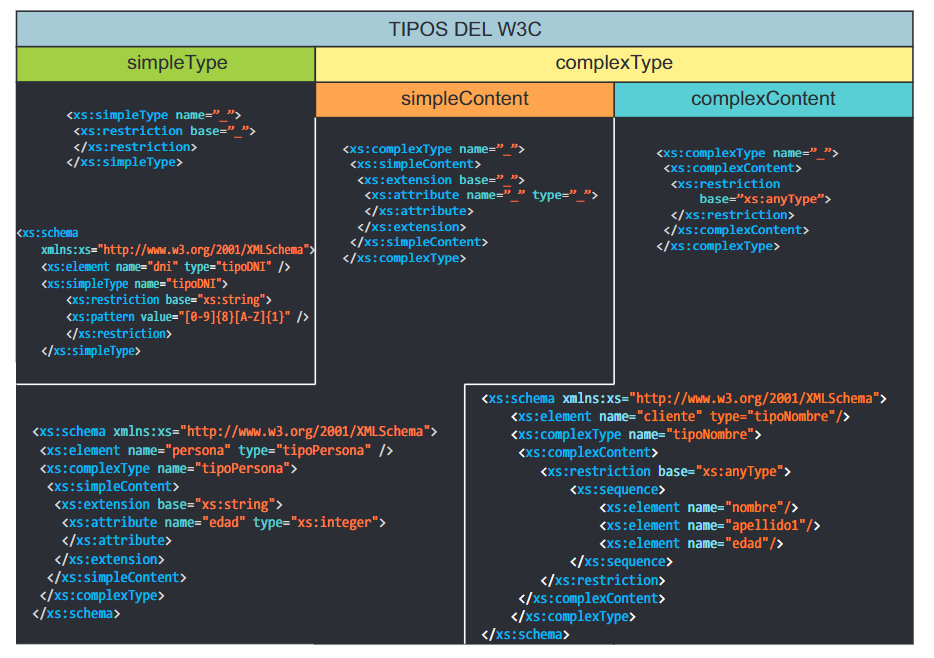 TIPOS DEL W3C
simpleType
complexType
simpleContent
complexContent
<xs:simpleType name=”_”>
<xs:restriction base=”_”>
</xs:restriction>
</xs:simpleType>
<xs:schema
xmlns:xs="http://www.w3.org/2001/XMLSchema">
<xs:element name="dni" type="tipoDNI" />
<xs:simpleType name="tipoDNI">
<xs:restriction base="xs:string">
<xs:pattern value="[0-9]{8}[A-Z]{1}" />
</xs:restriction>
</xs:simpleType>
<xs:complexType name=”_”>
<xs:simpleContent>
<xs:extension base=”_”>
<xs:attribute name=”_” type=”_”>
</xs:attribute>
</xs:extension>
</xs:simpleContent>
</xs:complexType>
<xs:complexType name=”_”>
<xs:complexContent>
<xs:restriction
base=”xs:anyType”>
</xs:restriction>
</xs:complexContent>
</xs:complexType>
<xs:schema xmlns:xs="http://www.w3.org/2001/XMLSchema">
<xs:element name="persona" type="tipoPersona" />
<xs:complexType name="tipoPersona">
<xs:simpleContent>
<xs:extension base="xs:string">
<xs:attribute name="edad" type="xs:integer">
</xs:attribute>
</xs:extension>
</xs:simpleContent>
</xs:complexType>
</xs:schema>
<xs:schema xmlns:xs="http://www.w3.org/2001/XMLSchema">
<xs:element name="cliente" type="tipoNombre"/>
<xs:complexType name="tipoNombre">
<xs:complexContent>
<xs:restriction base="xs:anyType">
<xs:sequence>
<xs:element name="nombre"/>
<xs:element name="apellido1"/>
<xs:element name="edad"/>
</xs:sequence>
</xs:restriction>
</xs:complexContent>
</xs:complexType>
</xs:schema>